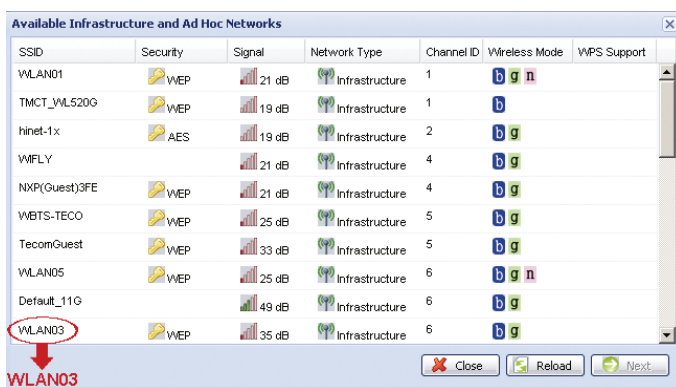 Available Infrastructure and Ad Hoc Networks
SSID Security Signal Network Type Channel ID Wireless Mode WPS Support
WLAN01 WEP 21 dB Infrastructure 1 b g n
TMCT_WL520G WEP 19 dB Infrastructure 1 b
hinet-1x AES 19 dB Infrastructure 2 b g
WIFLY 21 dB Infrastructure 4 b g
NXP(Guest)3FE WEP 21 dB Infrastructure 4 b g
WBTS-TECO WEP 25 dB Infrastructure 5 b g
TecomGuest WEP 33 dB Infrastructure 5 b g
WLAN05 WEP 25 dB Infrastructure 6 b g n
Default_11G 49 dB Infrastructure 6 b g
WLAN03 WEP 35 dB Infrastructure 6 b g
Close Reload Next
WLAN03